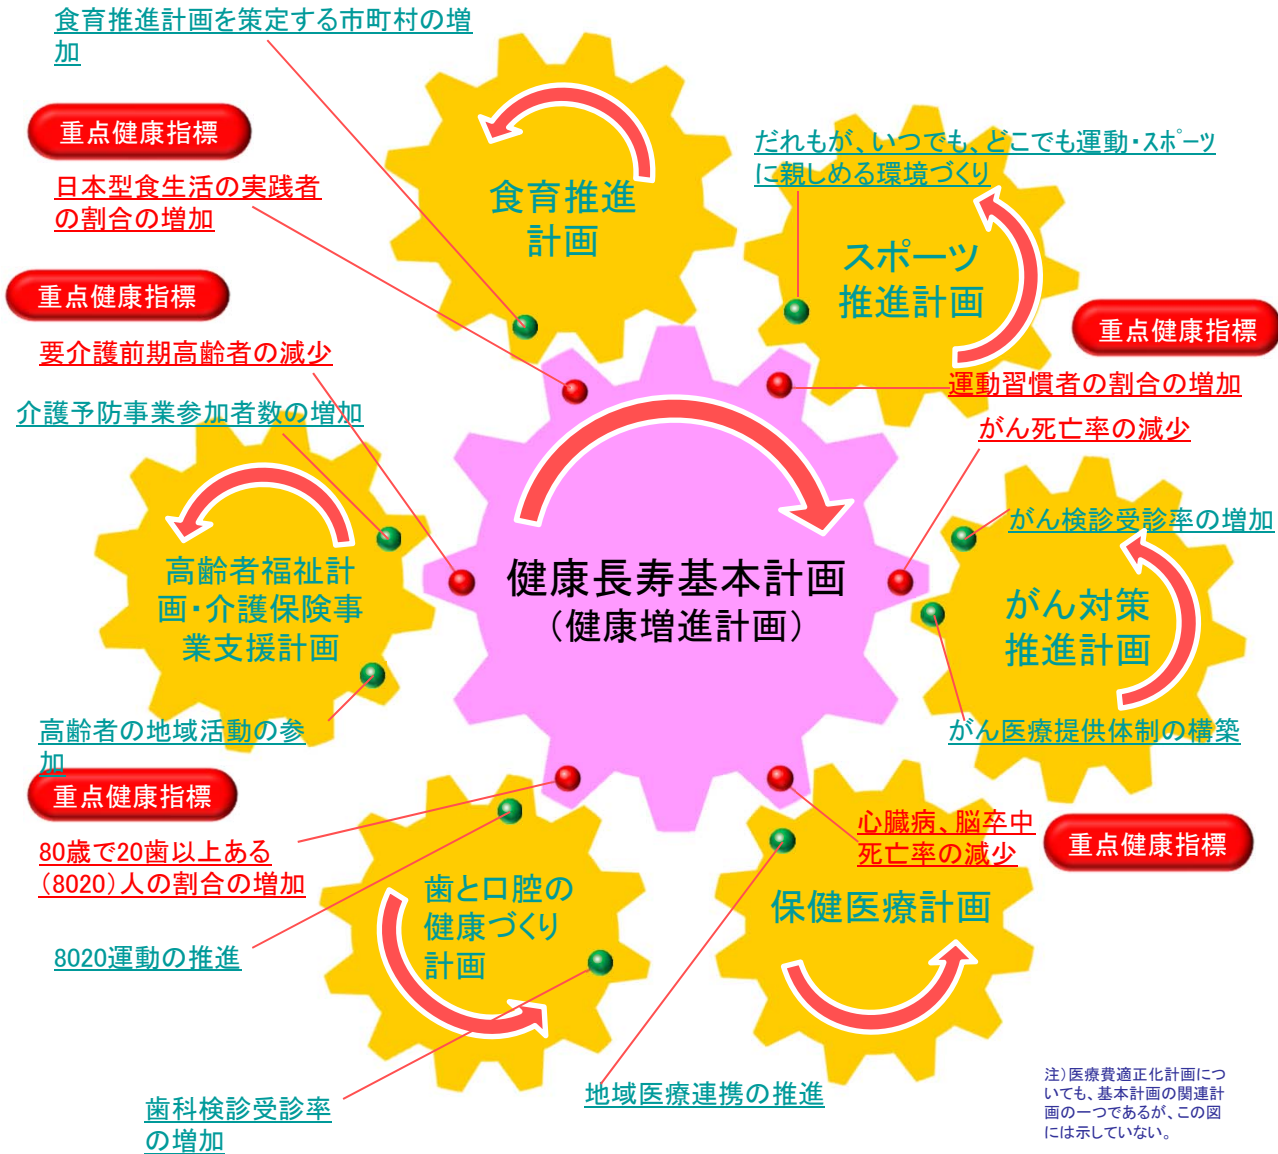 食育推進計画を策定する市町村の増
加
重点健康指標
日本型食生活の実践者
の割合の増加
食育推進
計画
だれもが、いつでも、どこでも運動・スポーツ
に親しめる環境づくり
スポーツ
推進計画
重点健康指標
要介護前期高齢者の減少
介護予防事業参加者数の増加
重点健康指標
運動習慣者の割合の増加
がん死亡率の減少
がん検診受診率の増加
高齢者福祉計
画・介護保険事
業支援計画
健康長寿基本計画
（健康増進計画）
がん対策
推進計画
高齢者の地域活動の参
加
がん医療提供体制の構築
重点健康指標
80歳で20歯以上ある
（8020）人の割合の増加
心臓病、脳卒中
死亡率の減少
重点健康指標
歯と口腔の
健康づくり
計画
保健医療計画
8020運動の推進
歯科検診受診率
の増加
地域医療連携の推進
注）医療費適正化計画につ
いても、基本計画の関連計
画の一つであるが、この図
には示していない。